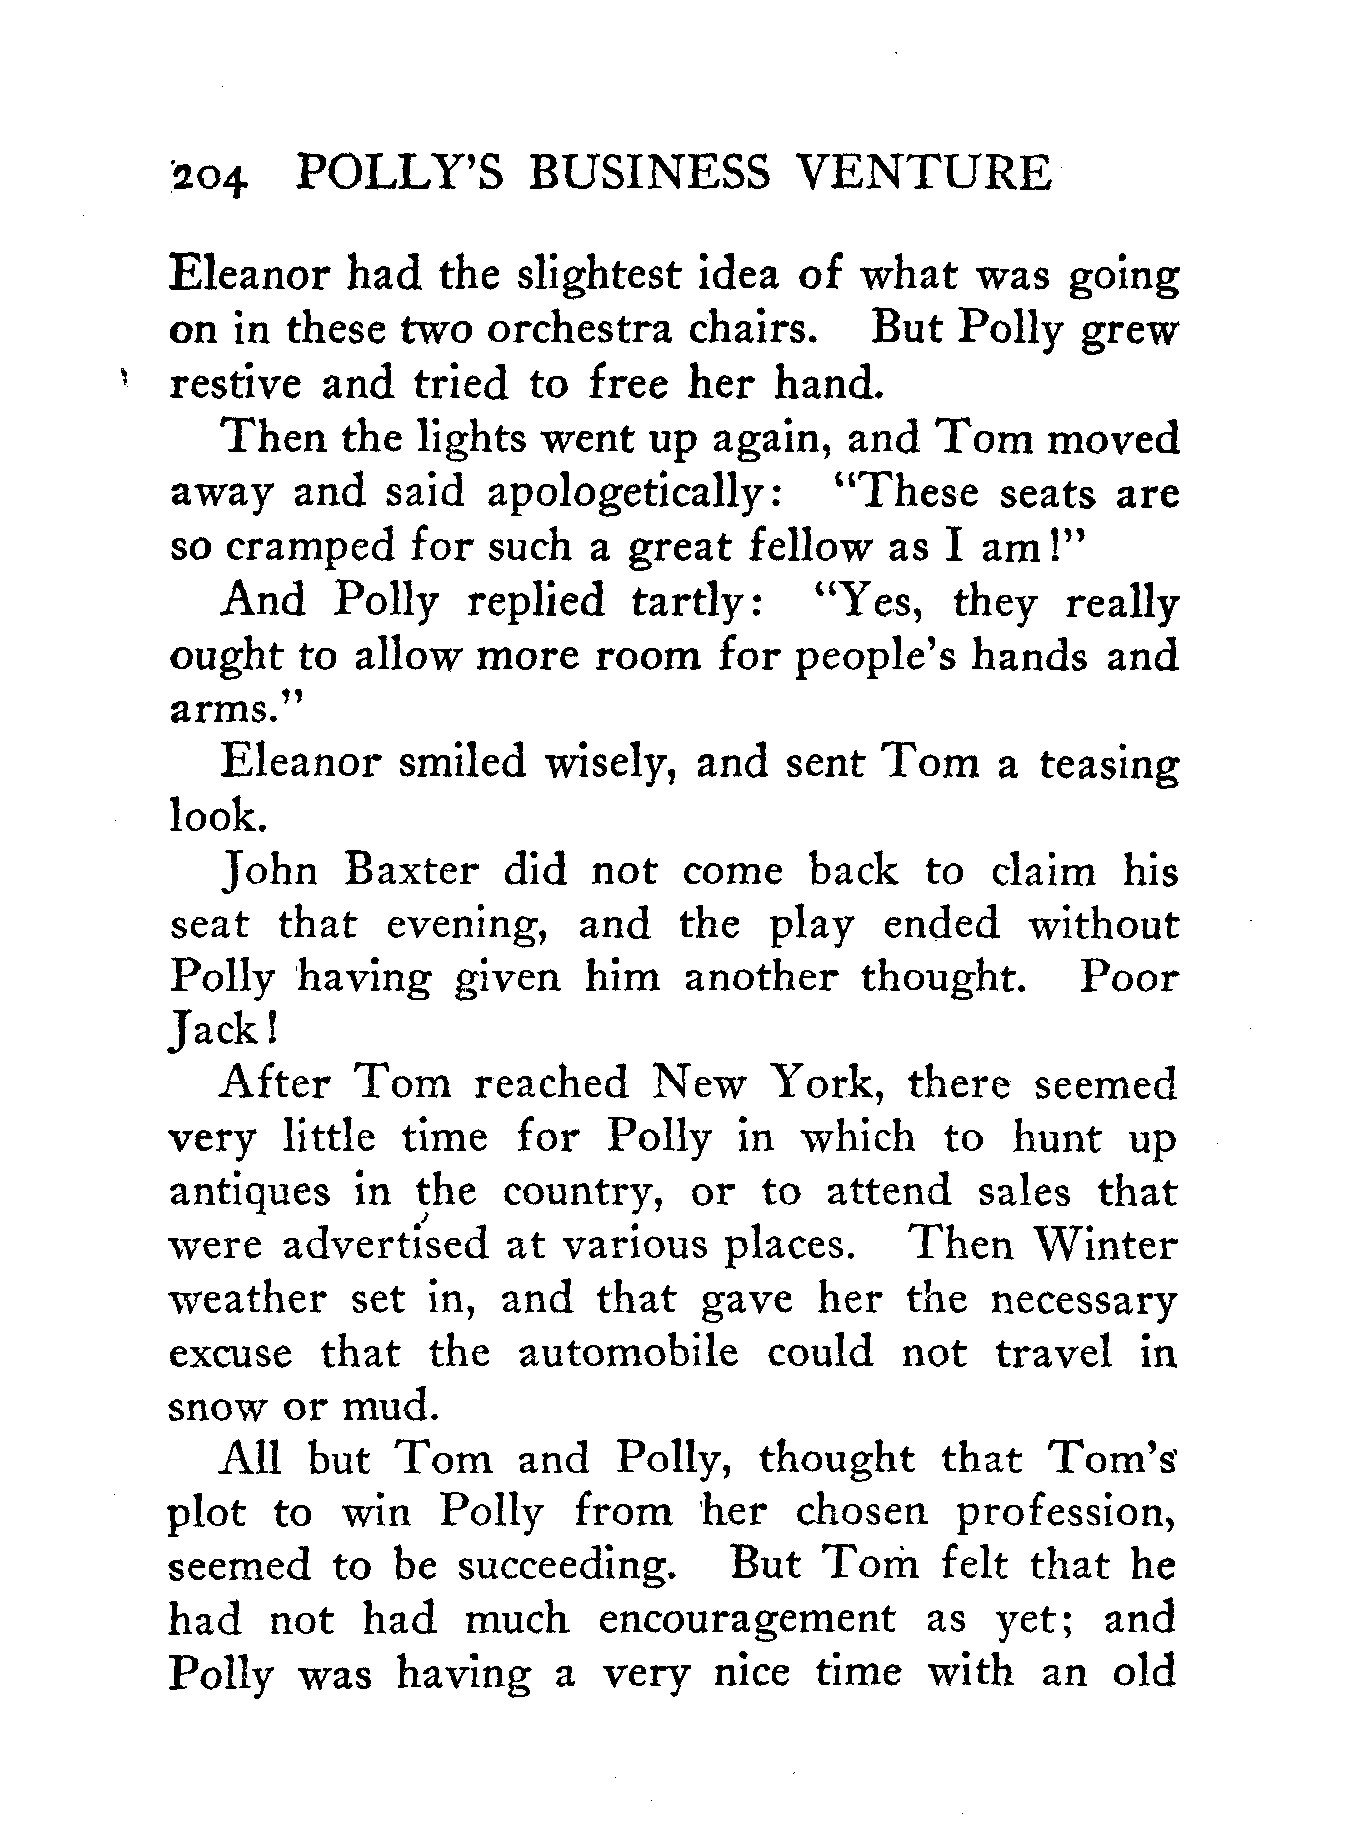 204 POLLY'S BUSINESS VENTURE
Eleanor had the slightest idea of what was going
on in these two orchestra chairs. But Polly grew
restive and tried to free her hand.
Then the lights went up again, and Tom moved
away and said apologetically: "These seats are
so cramped for such a great fellow as I am!"
And Polly replied tartly: "Yes, they really
ought to allow more room for people's hands and
arms."
Eleanor smiled wisely, and sent Tom a teasing
look.
John Baxter did not come back to claim his
seat that evening, and the play ended without
Polly having given him another thought. Poor
Jack!
After Tom reached New York, there seemed
very little time for Polly in which to hunt up
antiques in the country, or to attend sales that
were advertised at various places. Then Winter
weather set in, and that gave her the necessary
excuse that the automobile could not travel in
snow or mud.
All but Tom and Polly, thought that Tom's
plot to win Polly from her chosen profession,
seemed to be succeeding. But Tom felt that he
had not had much encouragement as yet; and
Polly was having a very nice time with an old